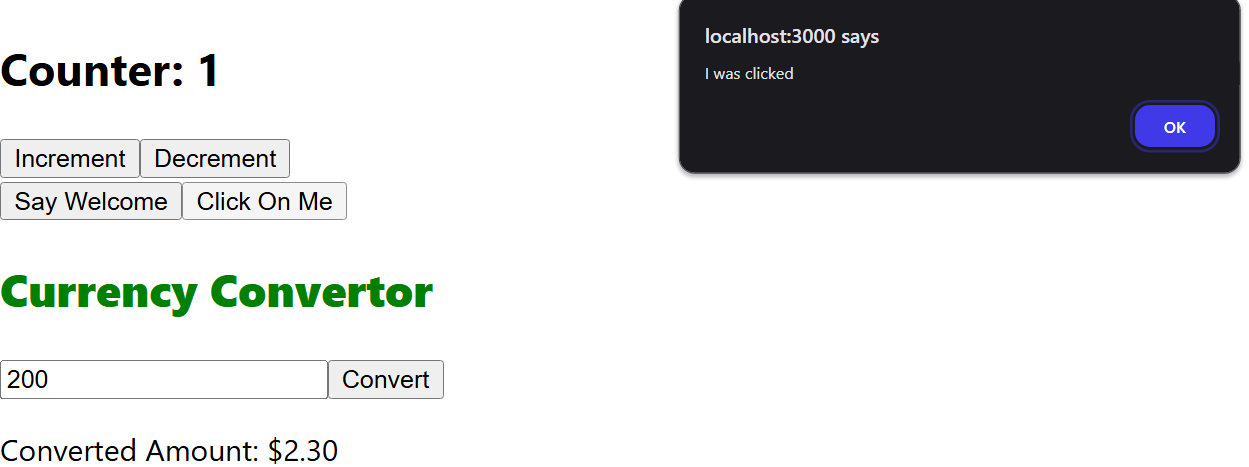 localhost:3000 says
I was clicked
OK
Counter: 1
Increment Decrement
Say Welcome Click On Me
Currency Convertor
200 Convert
Converted Amount: $2.30